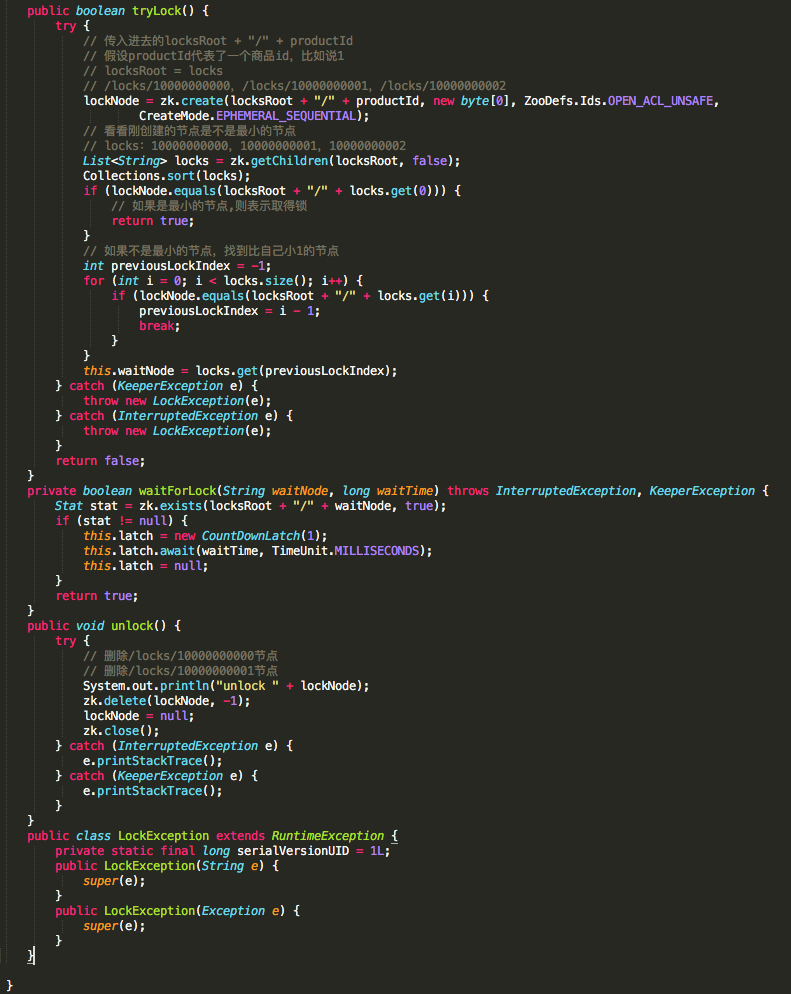 public boolean tryLock() {
    try {
        // 传入进去的locksRoot + "/" + productId
        // 假设productId代表了一个商品id，比如说1
        // locksRoot = locks
        // /locks/10000000000，/locks/10000000001，/locks/10000000002
        lockNode = zk.create(locksRoot + "/" + productId, new byte[0], ZooDefs.Ids.OPEN_ACL_UNSAFE,
                CreateMode.EPHEMERAL_SEQUENTIAL);
        // 看看刚创建的节点是不是最小的节点
        // locks：10000000000，10000000001，10000000002
        List<String> locks = zk.getChildren(locksRoot, false);
        Collections.sort(locks);
        if (lockNode.equals(locksRoot + "/" + locks.get(0))) {
            // 如果是最小的节点,则表示取得锁
            return true;
        }
        // 如果不是最小的节点，找到比自己小1的节点
        int previousLockIndex = -1;
        for (int i = 0; i < locks.size(); i++) {
            if (lockNode.equals(locksRoot + "/" + locks.get(i))) {
                previousLockIndex = i - 1;
                break;
            }
        }
        this.waitNode = locks.get(previousLockIndex);
    } catch (KeeperException e) {
        throw new LockException(e);
    } catch (InterruptedException e) {
        throw new LockException(e);
    }
    return false;
}
private boolean waitForLock(String waitNode, long waitTime) throws InterruptedException, KeeperException {
    Stat stat = zk.exists(locksRoot + "/" + waitNode, true);
    if (stat != null) {
        this.latch = new CountDownLatch(1);
        this.latch.await(waitTime, TimeUnit.MILLISECONDS);
        this.latch = null;
    }
    return true;
}
public void unlock() {
    try {
        // 删除/locks/10000000000节点
        // 删除/locks/10000000001节点
        System.out.println("unlock " + lockNode);
        zk.delete(lockNode, -1);
        lockNode = null;
        zk.close();
    } catch (InterruptedException e) {
        e.printStackTrace();
    } catch (KeeperException e) {
        e.printStackTrace();
    }
}
public class LockException extends RuntimeException {
    private static final long serialVersionUID = 1L;
    public LockException(String e) {
        super(e);
    }
    public LockException(Exception e) {
        super(e);
    }
}
}